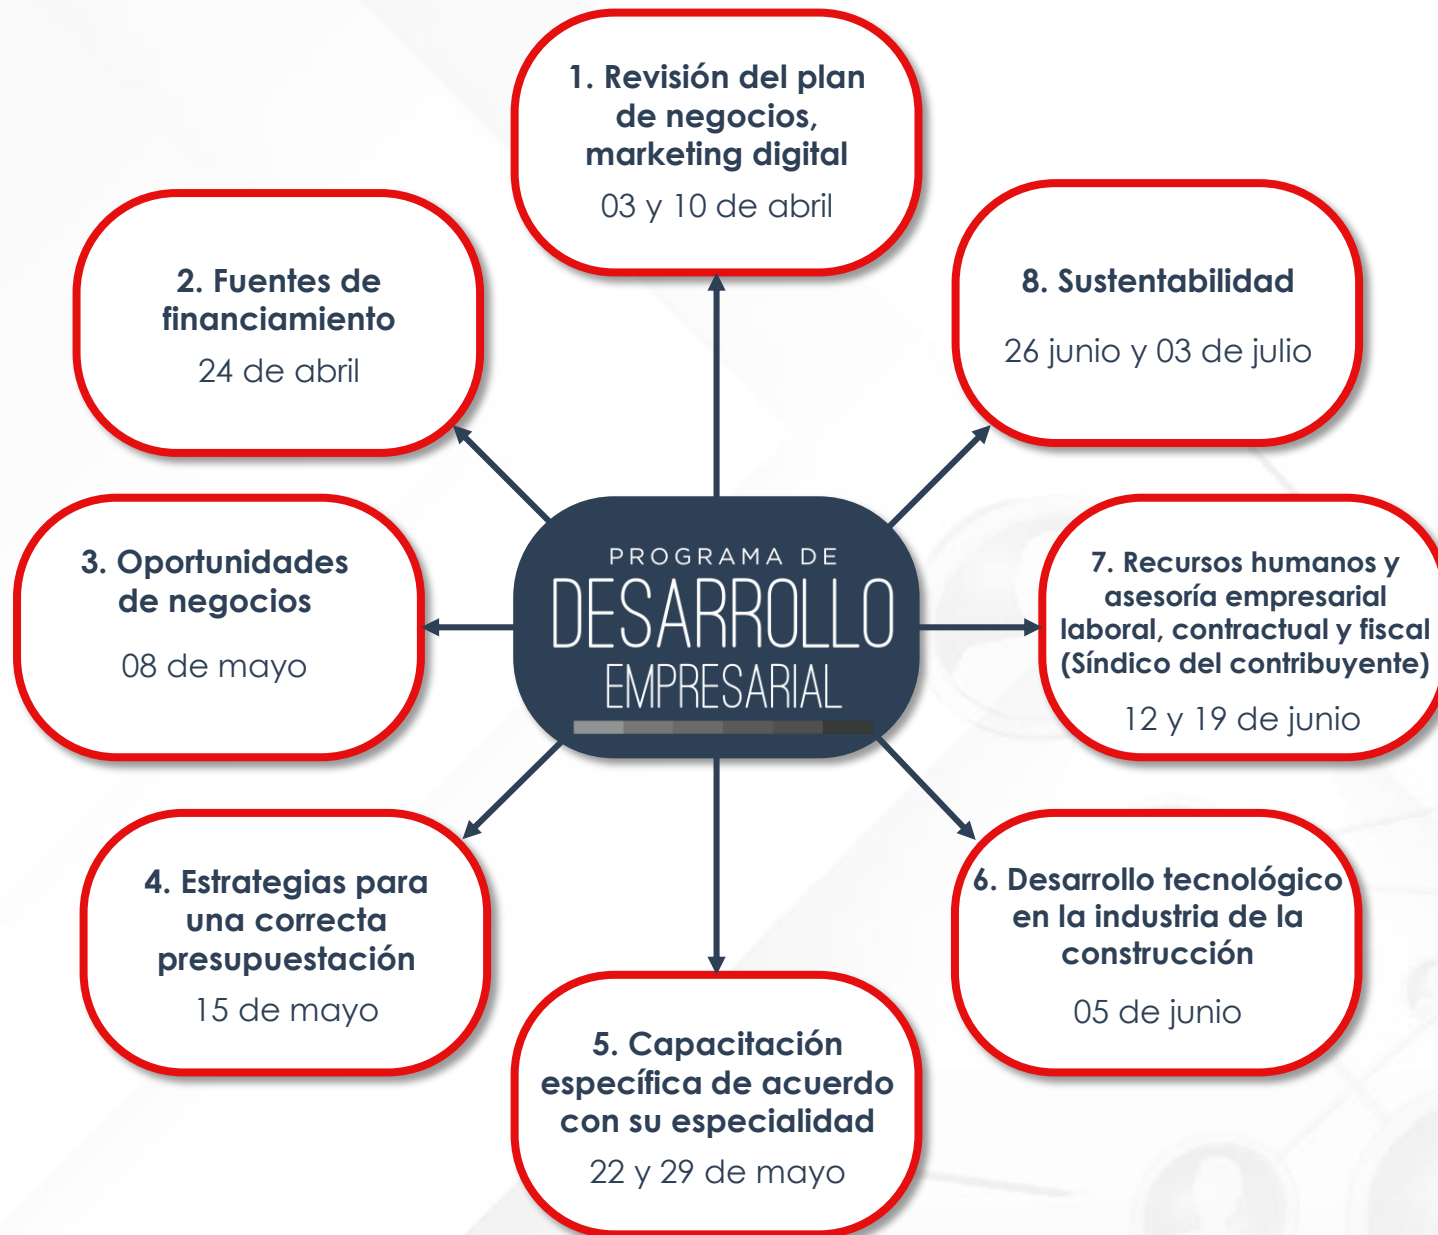 1. Revisión del plan
de negocios,
marketing digital
03 y 10 de abril
2. Fuentes de
financiamiento
24 de abril
3. Oportunidades
de negocios
08 de mayo
4. Estrategias para
una correcta
presupuestación
15 de mayo
5. Capacitación
específica de acuerdo
con su especialidad
22 y 29 de mayo
6. Desarrollo tecnológico
en la industria de la
construcción
05 de junio
7. Recursos humanos y
asesoría empresarial
laboral, contractual y fiscal
(Síndico del contribuyente)
12 y 19 de junio
8. Sustentabilidad
26 junio y 03 de julio
PROGRAMA DE
DESARROLLO
EMPRESARIAL